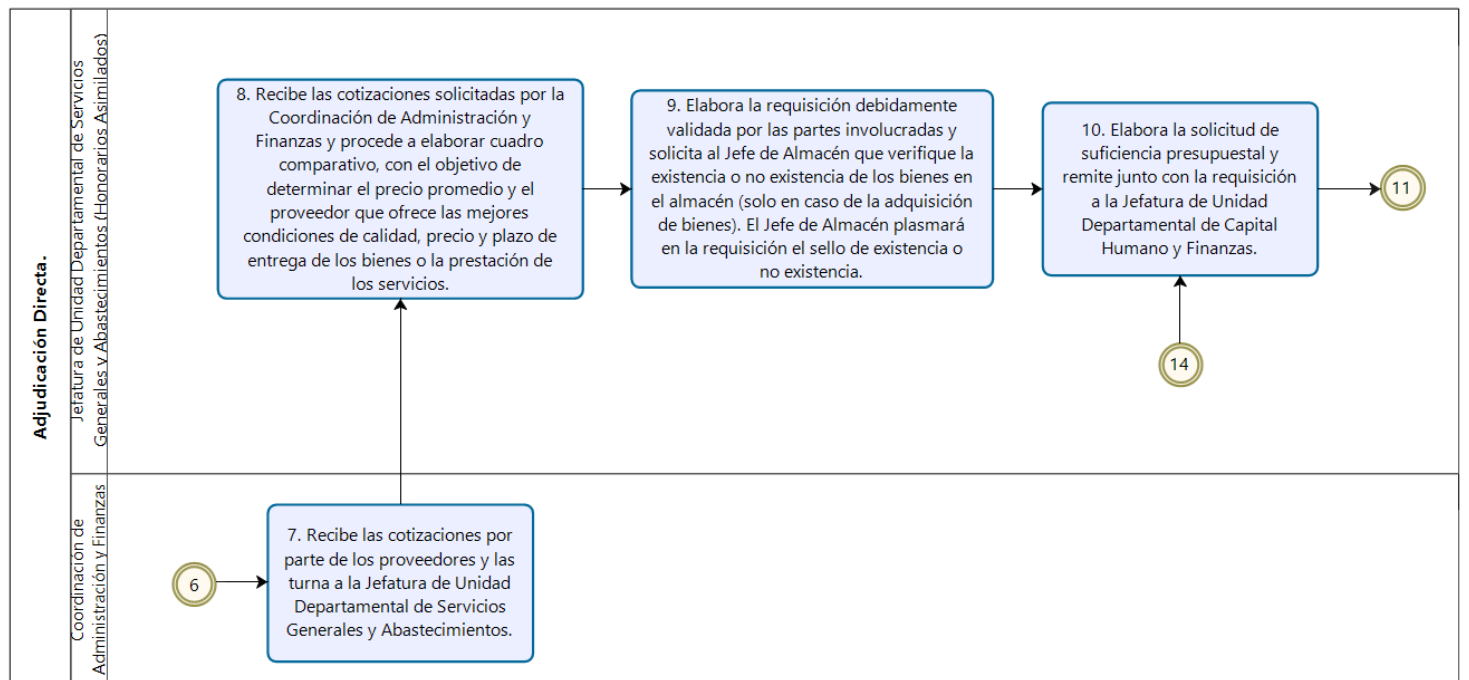 Adjudicación Directa.
Jefatura de Unidad Departamental de Servicios
Generales y Abastecimientos (Honorarios Asimilados)
8. Recibe las cotizaciones solicitadas por la
Coordinación de Administración y
Finanzas y procede a elaborar cuadro
comparativo, con el objetivo de
determinar el precio promedio y el
proveedor que ofrece las mejores
condiciones de calidad, precio y plazo de
entrega de los bienes o la prestación de
los servicios.
9. Elabora la requisición debidamente
validada por las partes involucradas y
solicita al Jefe de Almacén que verifique la
existencia o no existencia de los bienes en
el almacén (solo en caso de la adquisición
de bienes). El Jefe de Almacén plasmará
en la requisición el sello de existencia o
no existencia.
10. Elabora la solicitud de
suficiencia presupuestal y
remite junto con la requisición
a la Jefatura de Unidad
Departamental de Capital
Humano y Finanzas.
11
14
Coordinación de
Administración y Finanzas
6
7. Recibe las cotizaciones por
parte de los proveedores y las
turna a la Jefatura de Unidad
Departamental de Servicios
Generales y Abastecimientos.